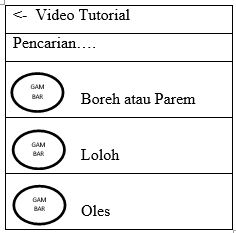 <- Video Tutorial
Pencarian….
GAM
BAR
Boreh atau Parem
GAM
BAR
Loloh
GAM
BAR
Oles